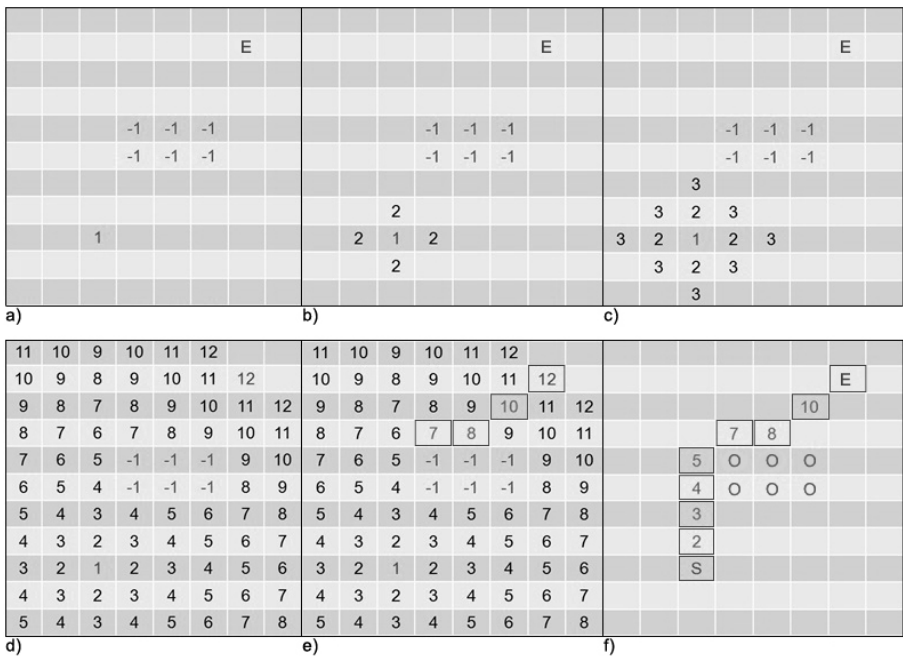 E E E
-1 -1 -1 -1 -1 -1 -1 -1 -1
-1 -1 -1 -1 -1 -1 -1 -1 -1
3
2 3 2 3
1 2 1 2 3 2 1 2 3
2 3 2 3
3
a) b) c)
11 10 9 10 11 12 11 10 9 10 11 12
10 9 8 9 10 11 12 10 9 8 9 10 11 12 E
9 8 7 8 9 10 11 12 9 8 7 8 9 10 11 12 10
8 7 6 7 8 9 10 11 8 7 6 7 8 9 10 11 7 8
7 6 5 -1 -1 -1 9 10 7 6 5 -1 -1 -1 9 10 5 O O O
6 5 4 -1 -1 -1 8 9 6 5 4 -1 -1 -1 8 9 4 O O O
5 4 3 4 5 6 7 8 5 4 3 4 5 6 7 8 3
4 3 2 3 4 5 6 7 4 3 2 3 4 5 6 7 2
3 2 1 2 3 4 5 6 3 2 1 2 3 4 5 6 S
4 3 2 3 4 5 6 7 4 3 2 3 4 5 6 7
5 4 3 4 5 6 7 8 5 4 3 4 5 6 7 8
d) e) f)